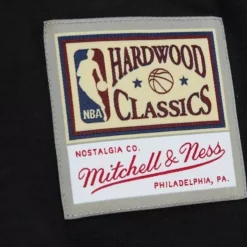 HARDWOOD
NBA
CLASSICS
NOSTALGIA CO.
Mitchell & Ness
PHILADELPHIA, PA.